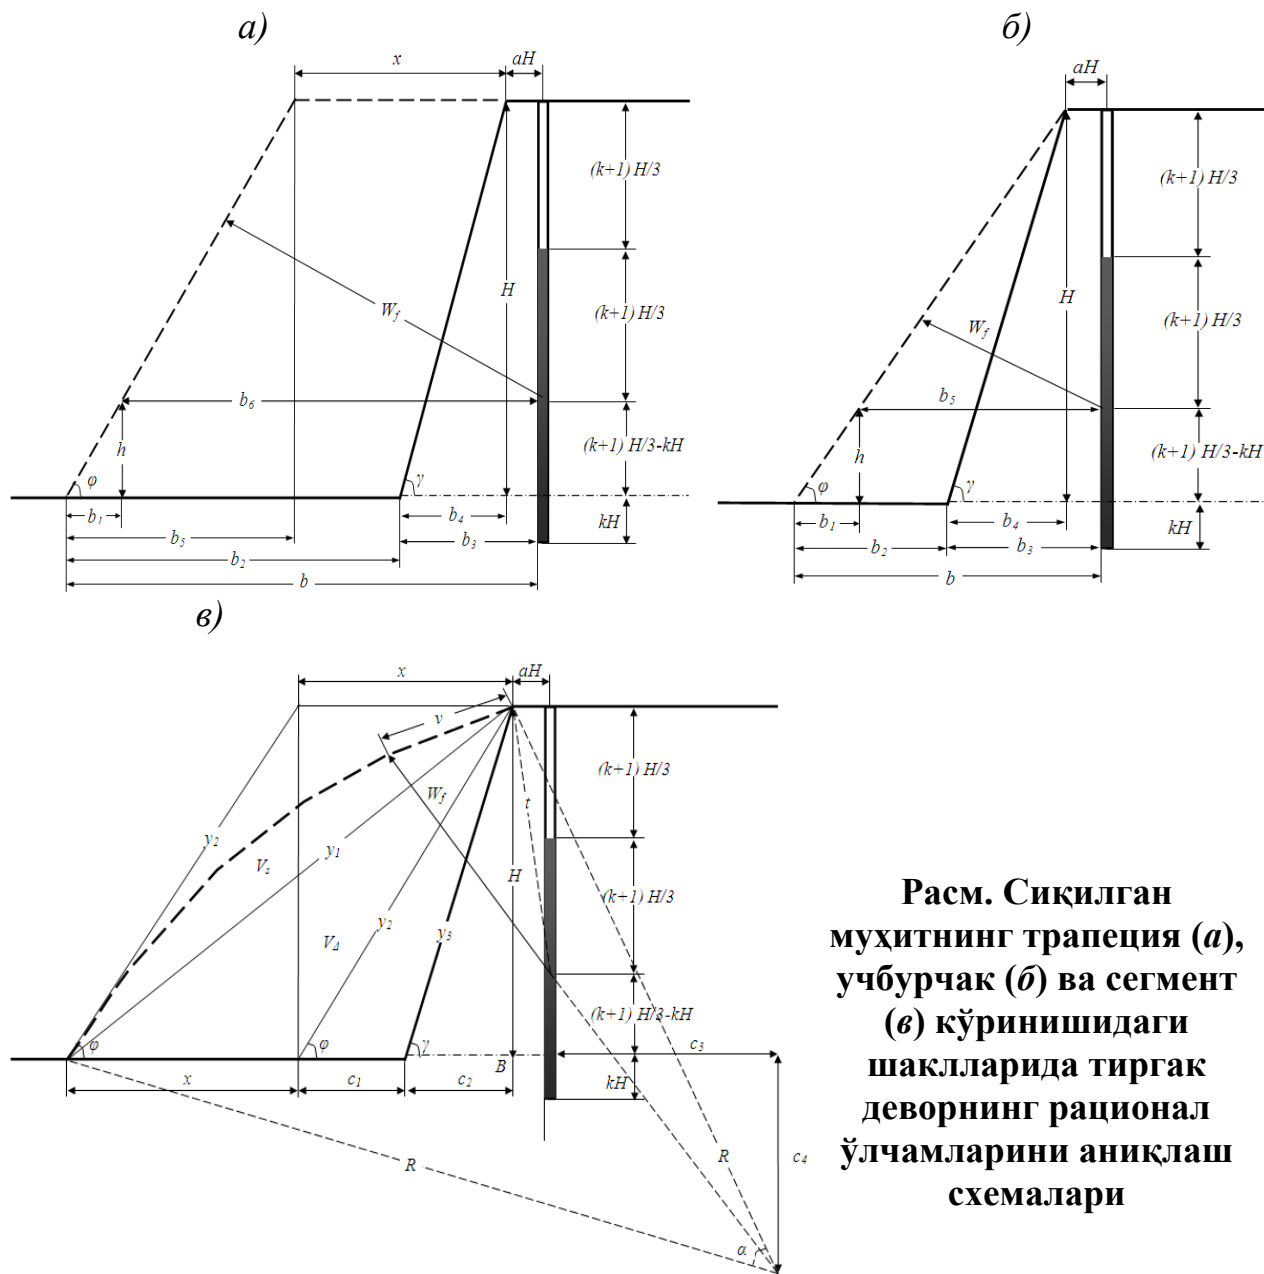 а)
x
aH
(k+1) H/3
H
W_f
(k+1) H/3
b_6
h
(k+1) H/3-kH
φ
γ
b_1
b_4
kH
b_5
b_3
b_2
b
б)
aH
(k+1) H/3
H
(k+1) H/3
W_f
b_5
h
(k+1) H/3-kH
φ
γ
b_1
b_4
kH
b_2
b_3
b
в)
x
aH
v
(k+1) H/3
W_f
t
y_2
y_1
V_s
H
(k+1) H/3
y_2
y_3
V_Δ
(k+1) H/3-kH
φ
φ
γ
B
c_3
x
c_1
c_2
kH
R
R
c_4
α
Расм. Сиқилган
муҳитнинг трапеция (а),
учбурчак (б) ва сегмент
(в) кўринишидаги
шаклларида тиргак
деворнинг рационал
ўлчамларини аниқлаш
схемалари